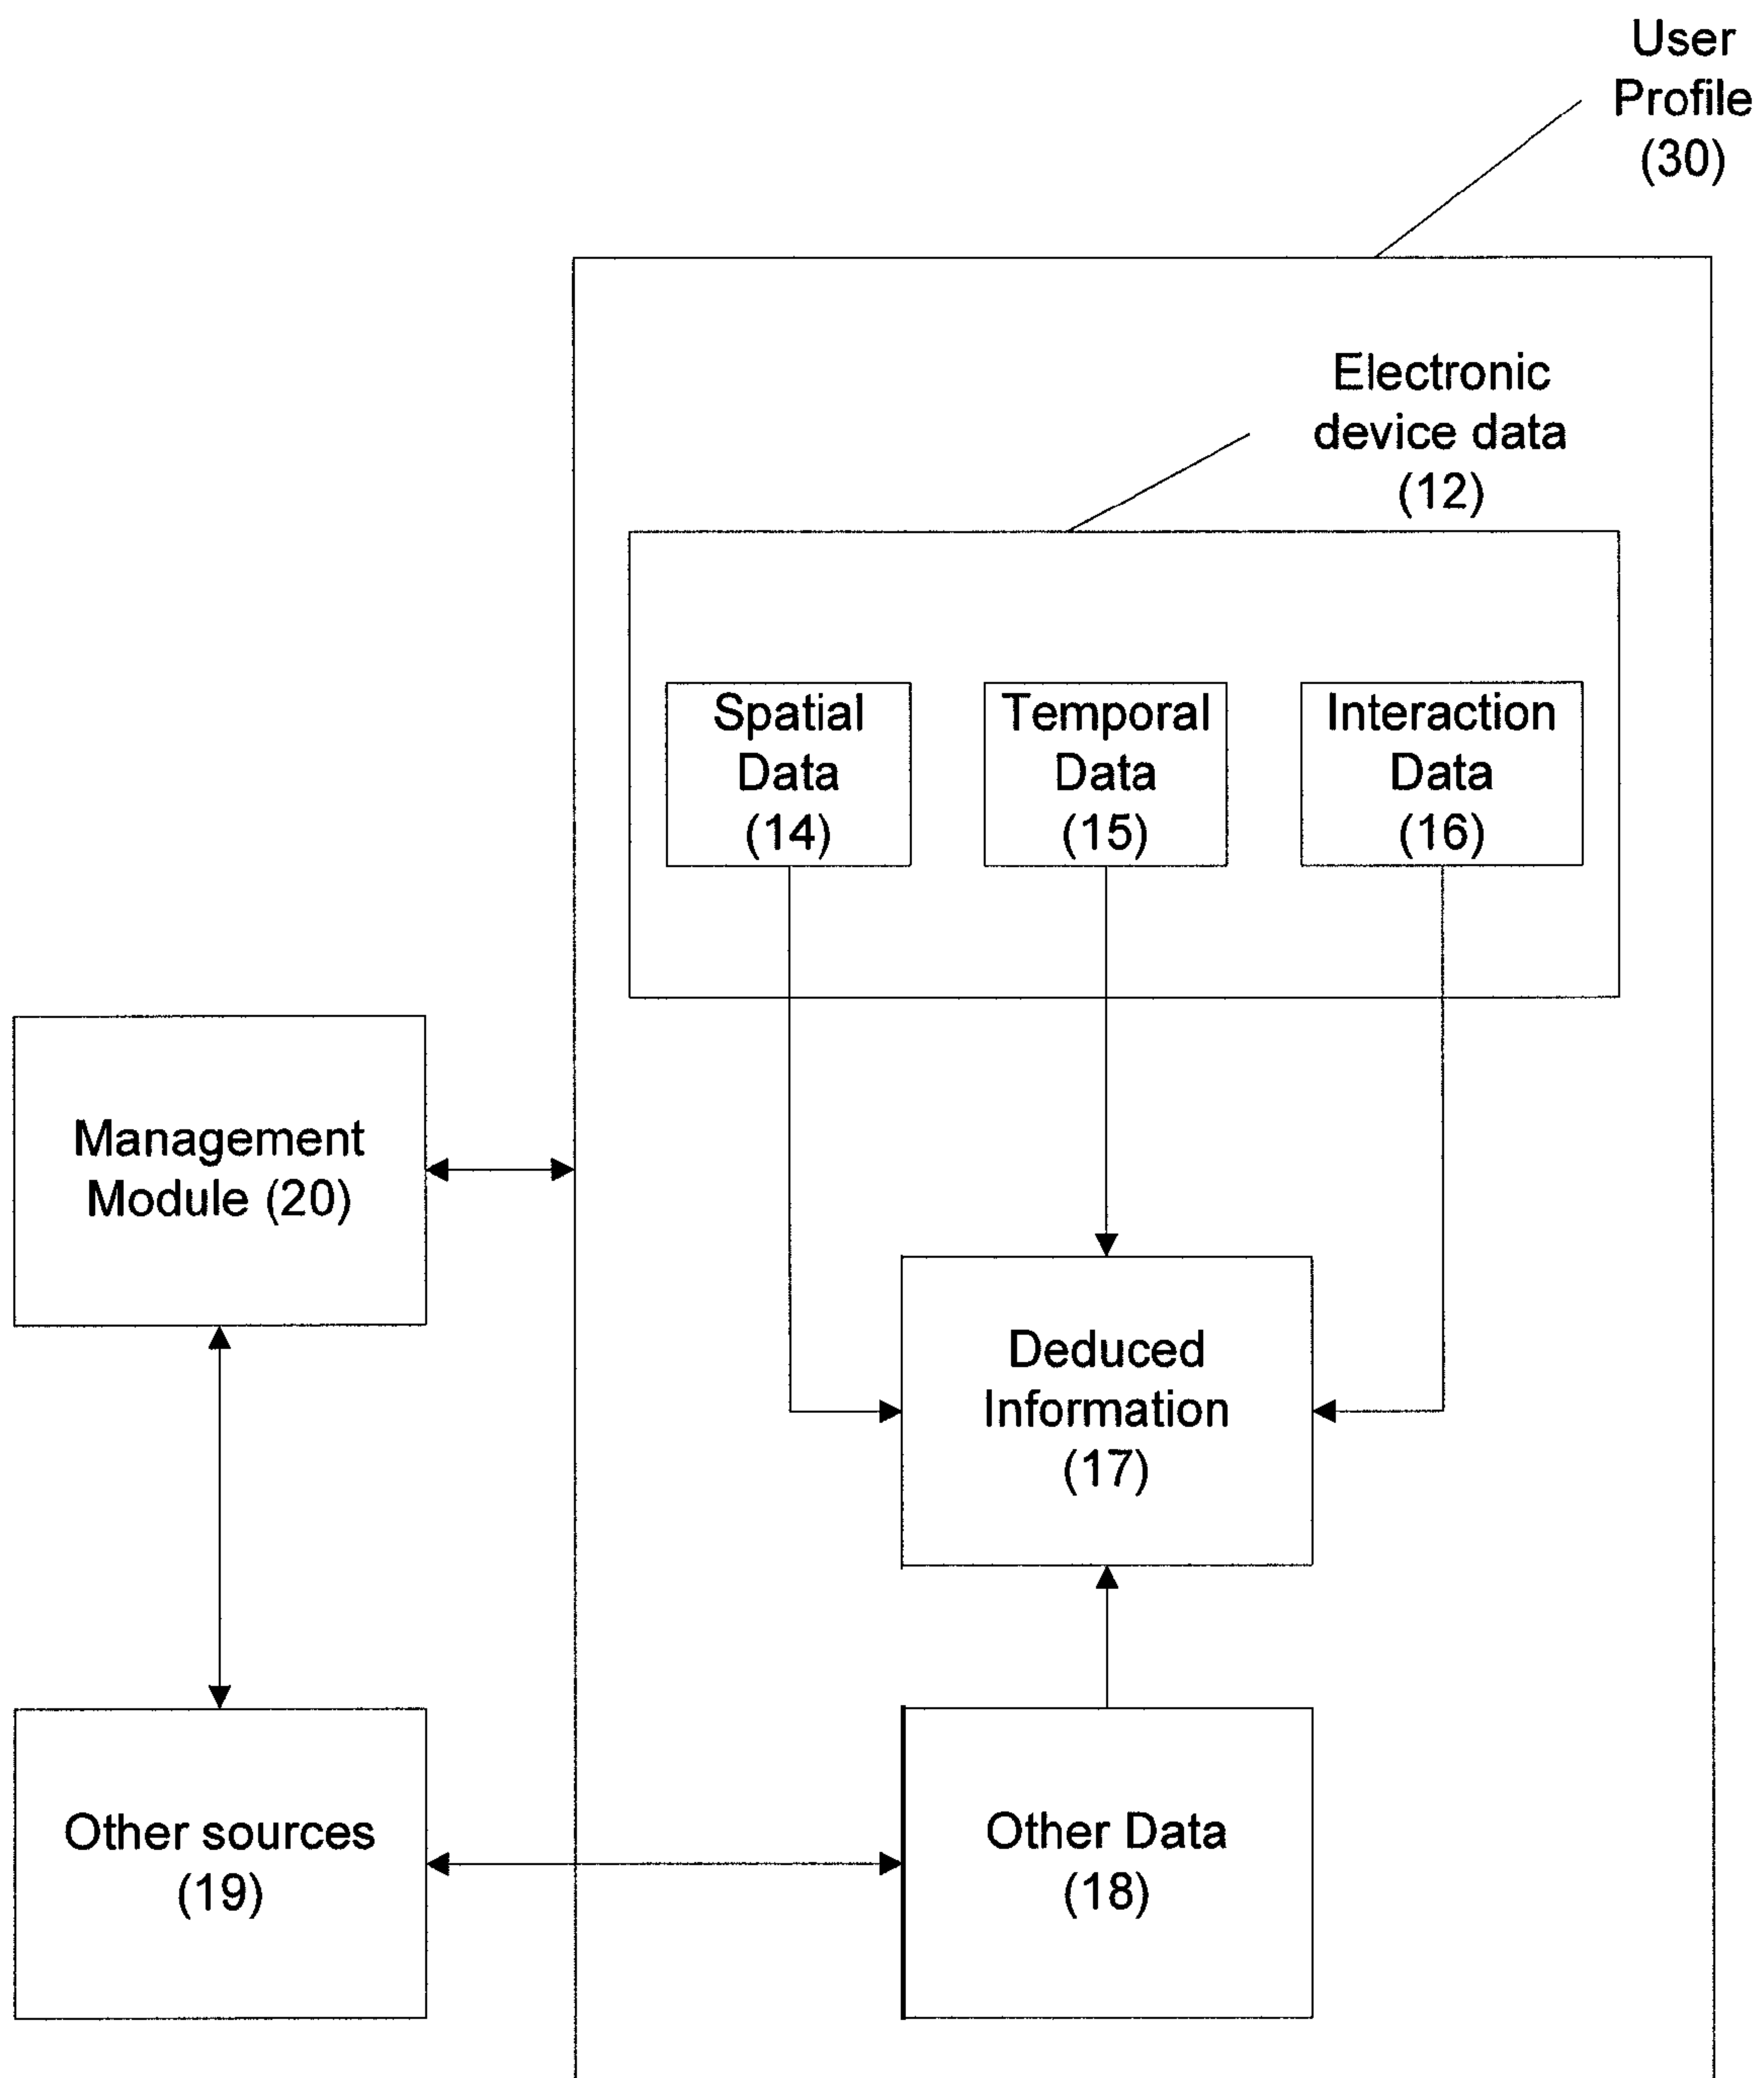 User
Profile
(30)
Electronic
device data
(12)
Spatial
Data
(14)
Temporal
Data
(15)
Interaction
Data
(16)
Management
Module (20)
Deduced
Information
(17)
Other sources
(19)
Other Data
(18)